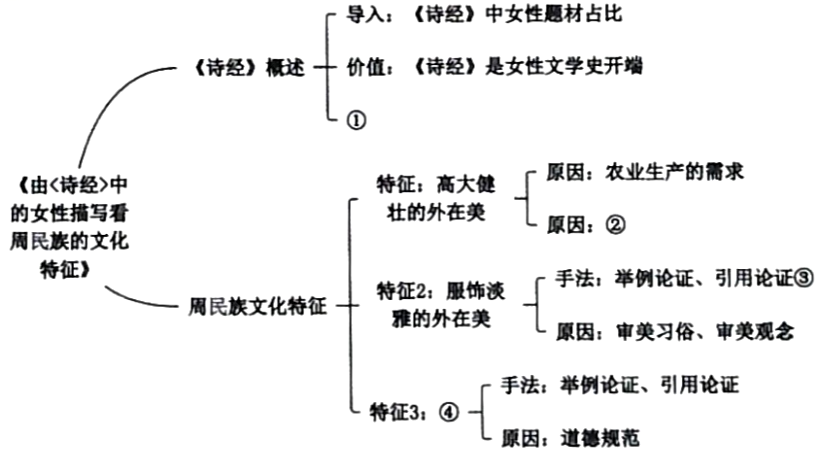 导入：《诗经》中女性题材占比
《诗经》概述
价值：《诗经》是女性文学史开端
①
《由<诗经>中
的女性描写看
周民族的文化
特征》
周民族文化特征
特征：高大健
壮的外在美
原因：农业生产的需求
原因：②
特征2：服饰淡
雅的外在美
手法：举例论证、引用论证③
原因：审美习俗、审美观念
特征3：④
手法：举例论证、引用论证
原因：道德规范